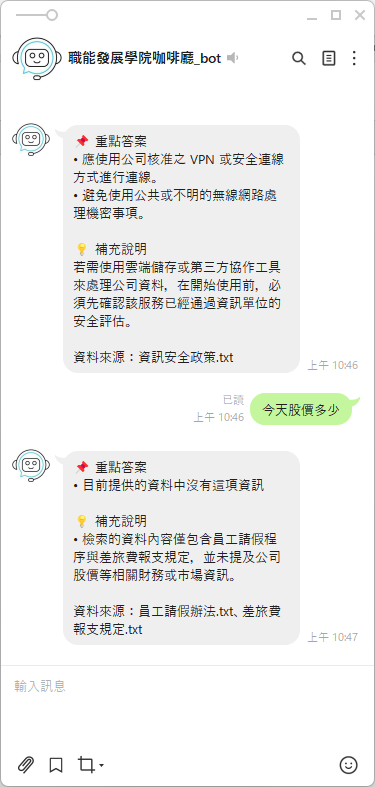 職能發展學院咖啡廳_bot
📌 重點答案
• 應使用公司核准之 VPN 或安全連線
方式進行連線。
• 避免使用公共或不明的無線網路處
理機密事項。
💡 補充說明
若需使用雲端儲存或第三方協作工具
來處理公司資料，在開始使用前，必
須先確認該服務已經通過資訊單位的
安全評估。
資料來源：資訊安全政策.txt
上午 10:46
已讀
上午 10:46
今天股價多少
📌 重點答案
• 目前提供的資料中沒有這項資訊
💡 補充說明
• 檢索的資料內容僅包含員工請假程
序與差旅費報支規定，並未提及公司
股價等相關財務或市場資訊。
資料來源：員工請假辦法.txt、差旅費
報支規定.txt
上午 10:47
輸入訊息